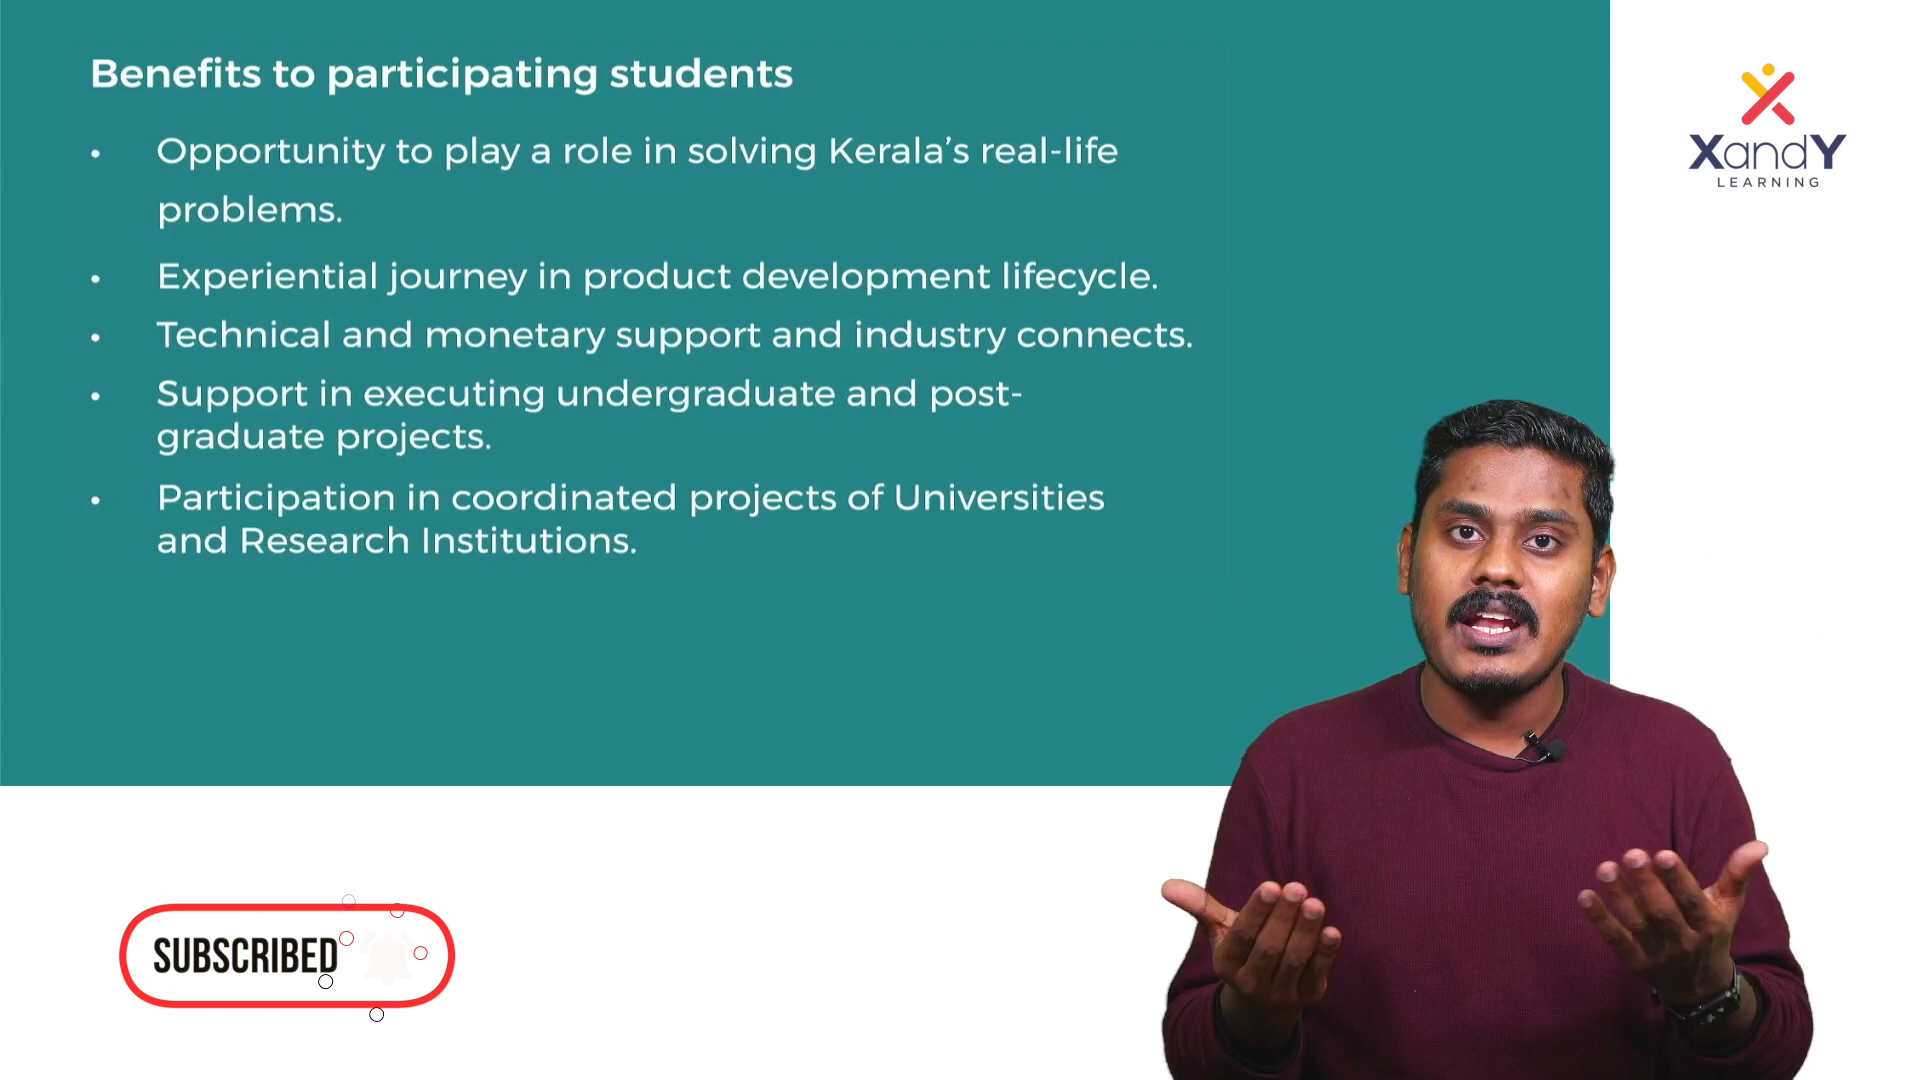 Benefits to participating students
• Opportunity to play a role in solving Kerala’s real-life
problems.
• Experiential journey in product development lifecycle.
• Technical and monetary support and industry connects.
• Support in executing undergraduate and post-
graduate projects.
• Participation in coordinated projects of Universities
and Research Institutions.
XandY
LEARNING
SUBSCRIBED